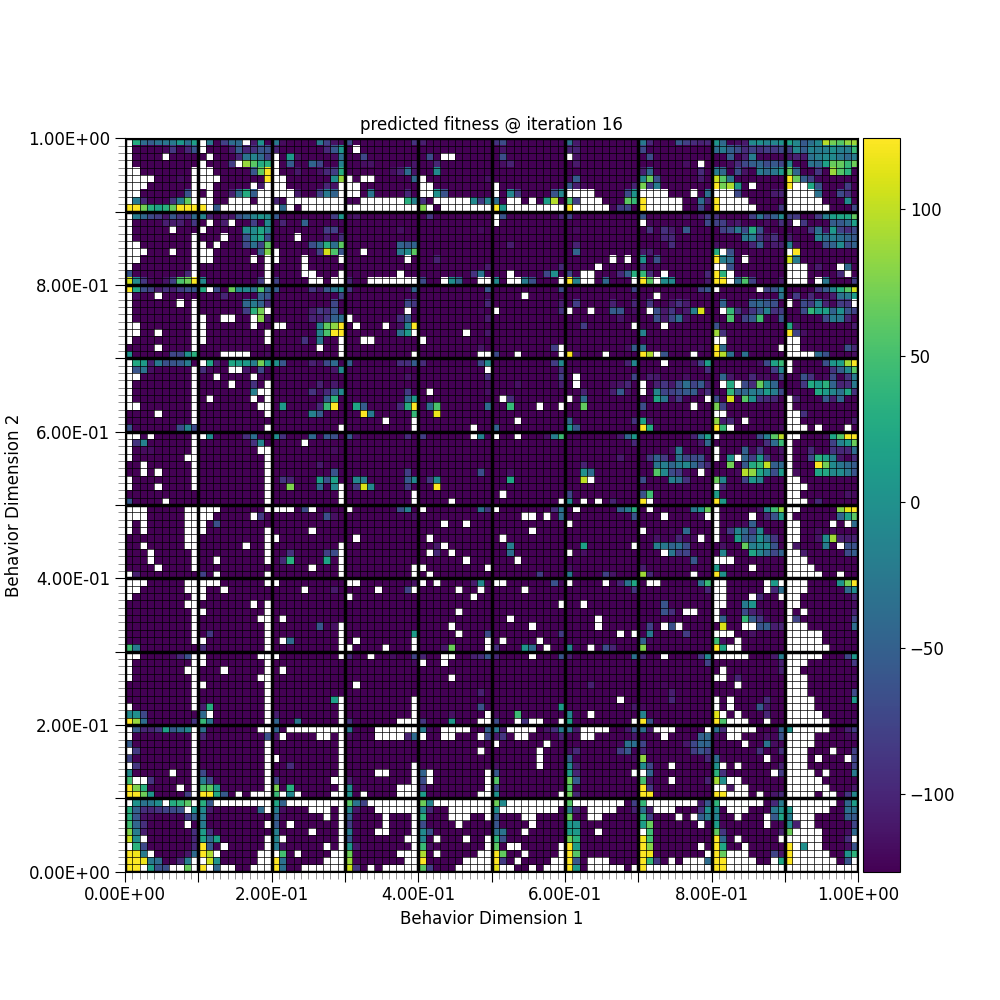 predicted fitness @ iteration 16
1.00E+00
8.00E-01
6.00E-01
4.00E-01
2.00E-01
0.00E+00
Behavior Dimension 2
0.00E+00 2.00E-01 4.00E-01 6.00E-01 8.00E-01 1.00E+00
Behavior Dimension 1
100
50
0
−50
−100